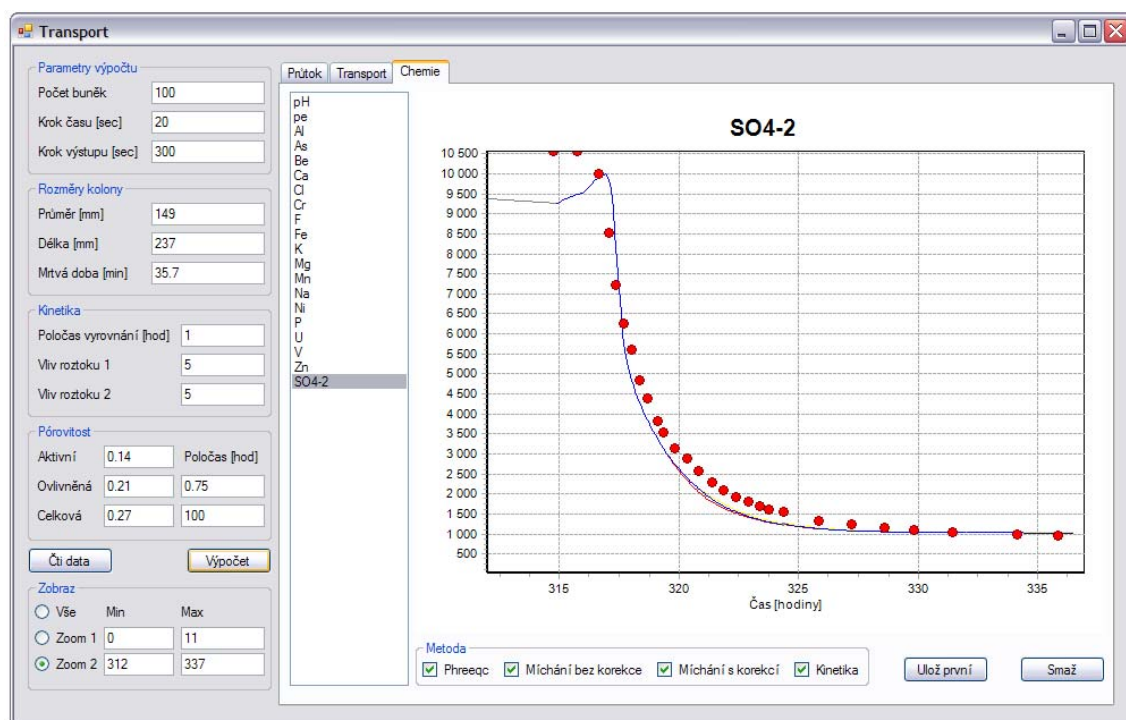 Transport
Parametry výpočtu
Počet buněk 100
Krok času [sec] 20
Krok výstupu [sec] 300
Rozměry kolony
Průměr [mm] 149
Délka [mm] 237
Mrtvá doba [min] 35.7
Kinetika
Poločas vyrovnání [hod] 1
Vliv roztoku 1 5
Vliv roztoku 2 5
Pórovitost
Aktivní 0.14 Poločas [hod]
Ovlivněná 0.21 0.75
Celková 0.27 100
Čti data Výpočet
Zobraz
Vše Min Max
Zoom 1 0 11
Zoom 2 312 337
Průtok Transport Chemie
pH
pe
Al
As
Be
Ca
Cl
Cr
F
Fe
K
Mg
Mn
Na
Ni
P
U
V
Zn
SO4-2
SO4-2
10 500
10 000
9 500
9 000
8 500
8 000
7 500
7 000
6 500
6 000
5 500
5 000
4 500
4 000
3 500
3 000
2 500
2 000
1 500
1 000
500
315 320 325 330 335
Čas [hodiny]
Metoda
Phreeqc Míchání bez korekce Míchání s korekcí Kinetika
Ulož první Smaž